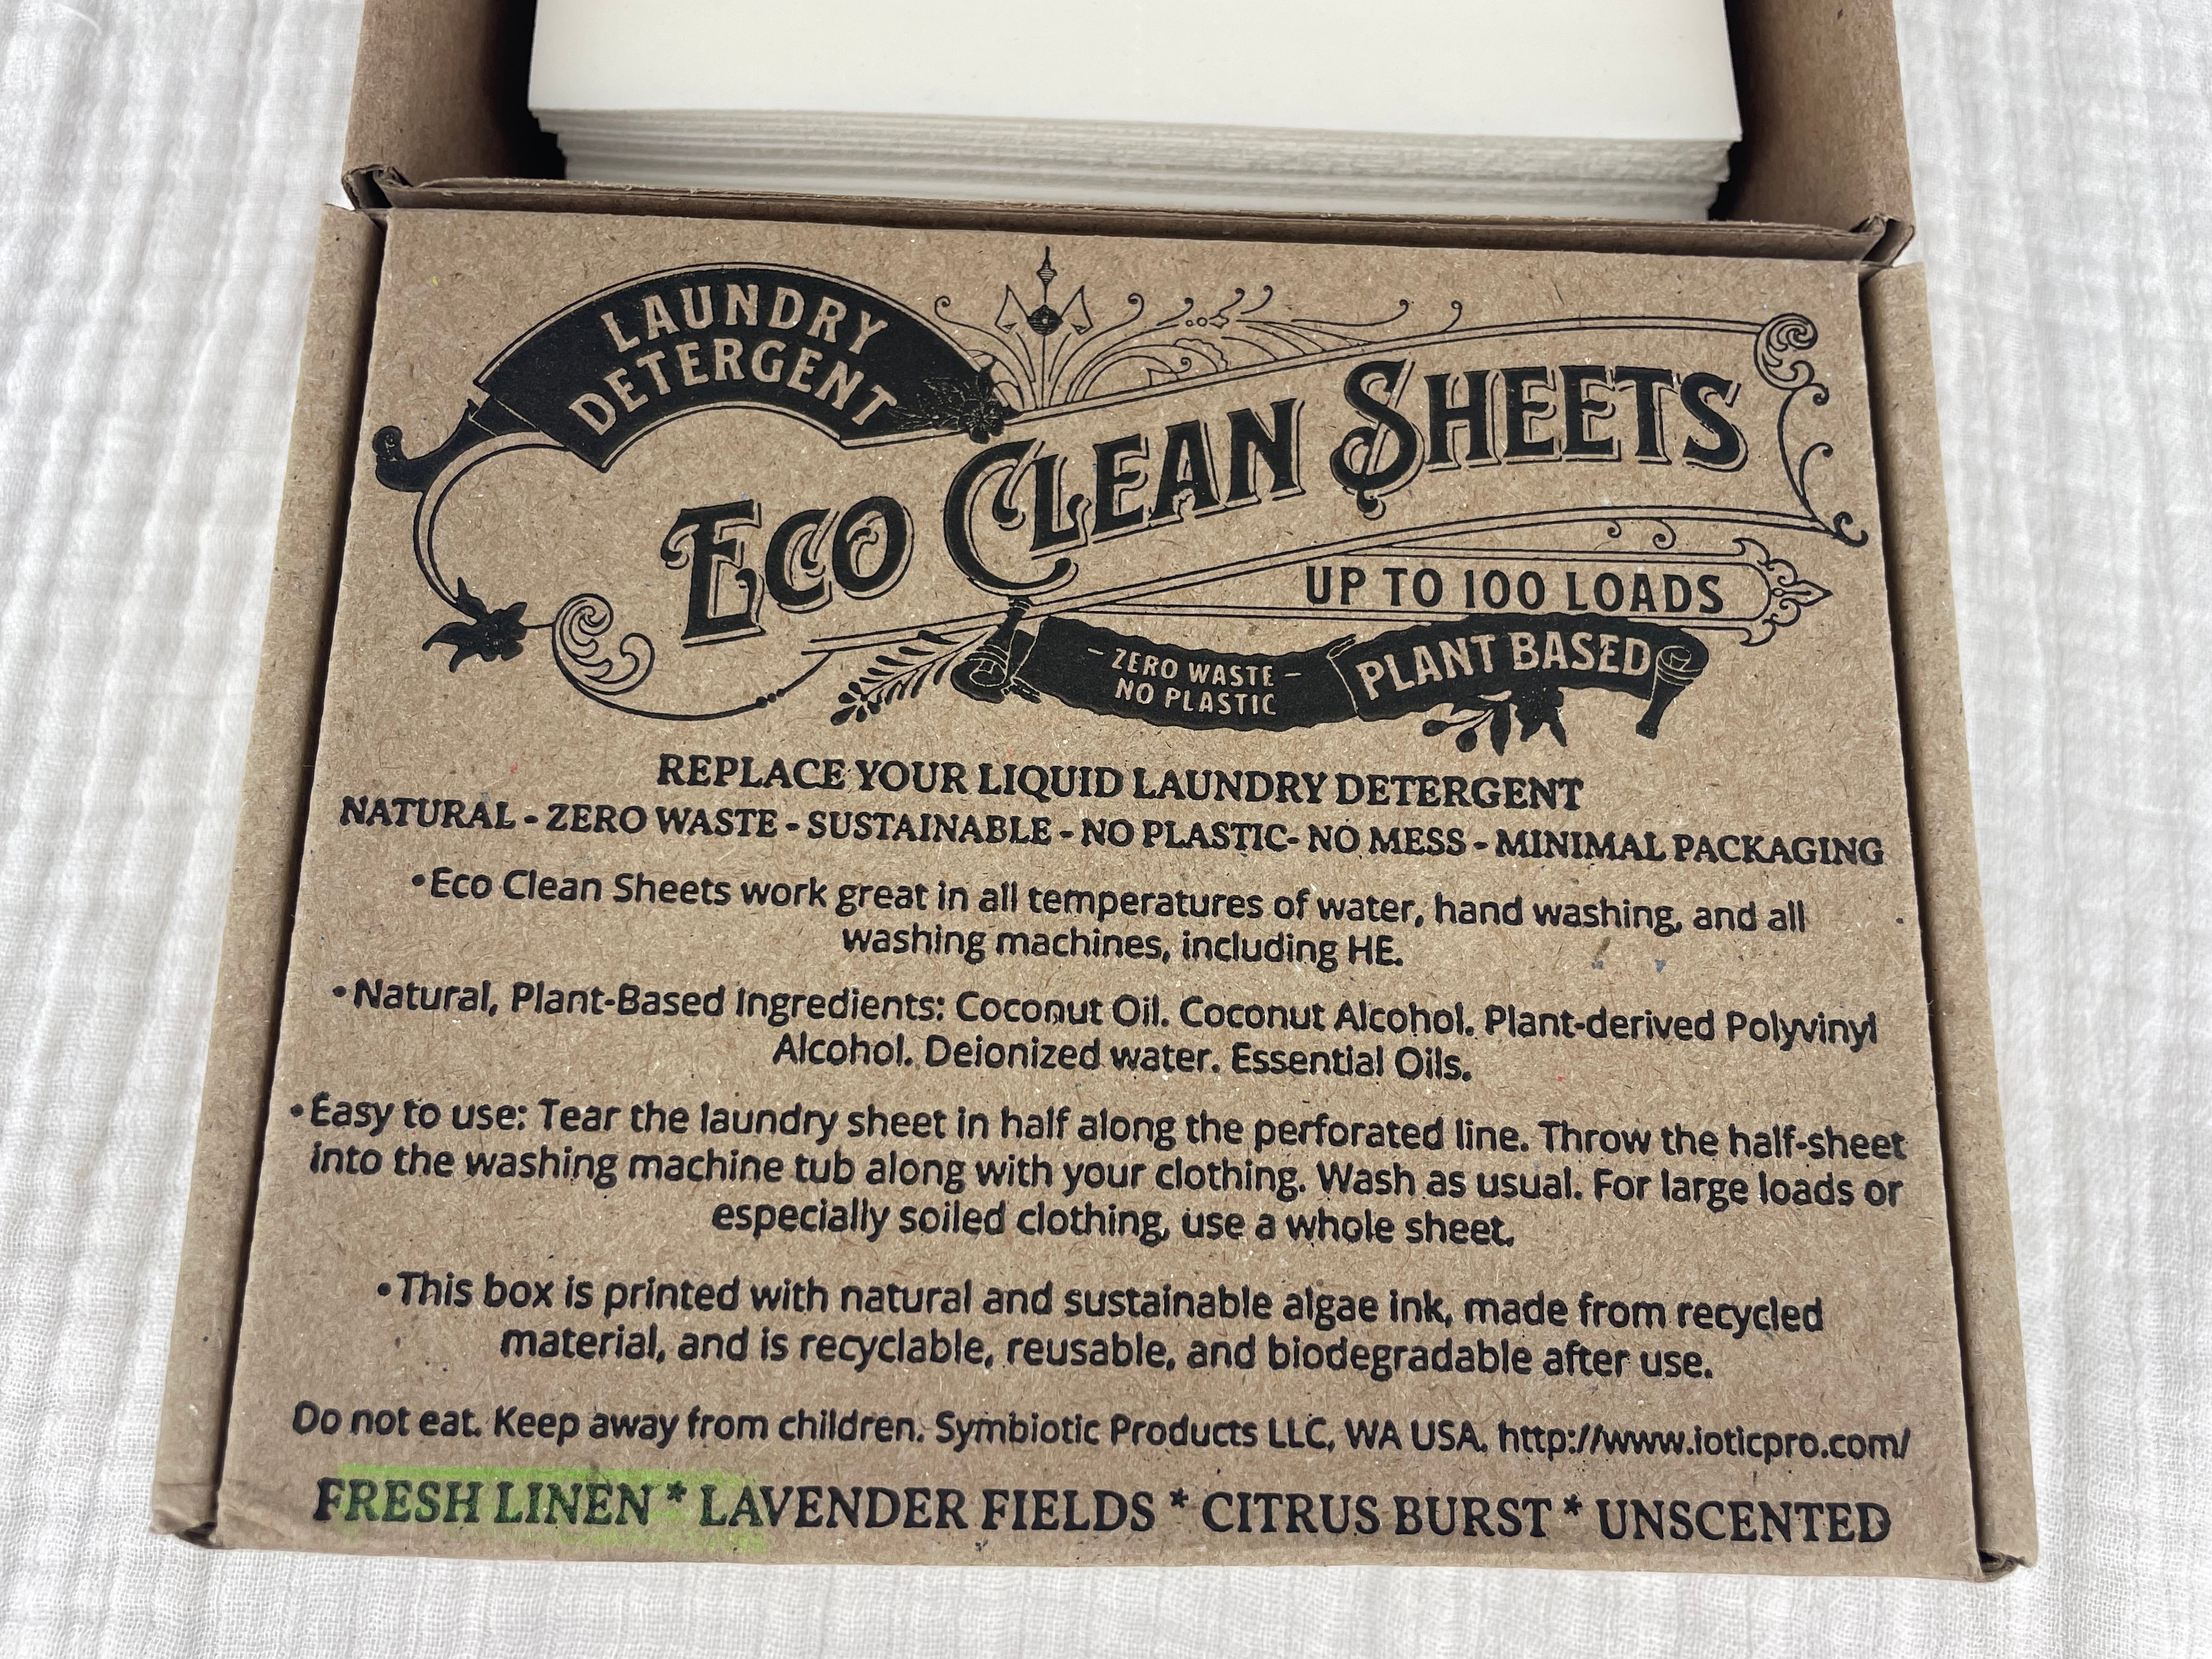 LAUNDRY
DETERGENT
ECO CLEAN SHEETS
UP TO 100 LOADS
- ZERO WASTE -
NO PLASTIC
PLANT BASED
REPLACE YOUR LIQUID LAUNDRY DETERGENT
NATURAL - ZERO WASTE - SUSTAINABLE - NO PLASTIC- NO MESS - MINIMAL PACKAGING
•Eco Clean Sheets work great in all temperatures of water, hand washing, and all
washing machines, including HE.
•Natural, Plant-Based Ingredients: Coconut Oil. Coconut Alcohol. Plant-derived Polyvinyl
Alcohol. Deionized water. Essential Oils.
•Easy to use: Tear the laundry sheet in half along the perforated line. Throw the half-sheet
into the washing machine tub along with your clothing. Wash as usual. For large loads or
especially soiled clothing, use a whole sheet.
•This box is printed with natural and sustainable algae ink, made from recycled
material, and is recyclable, reusable, and biodegradable after use.
Do not eat. Keep away from children. Symbiotic Products LLC, WA USA. http://www.ioticpro.com/
FRESH LINEN * LAVENDER FIELDS * CITRUS BURST * UNSCENTED